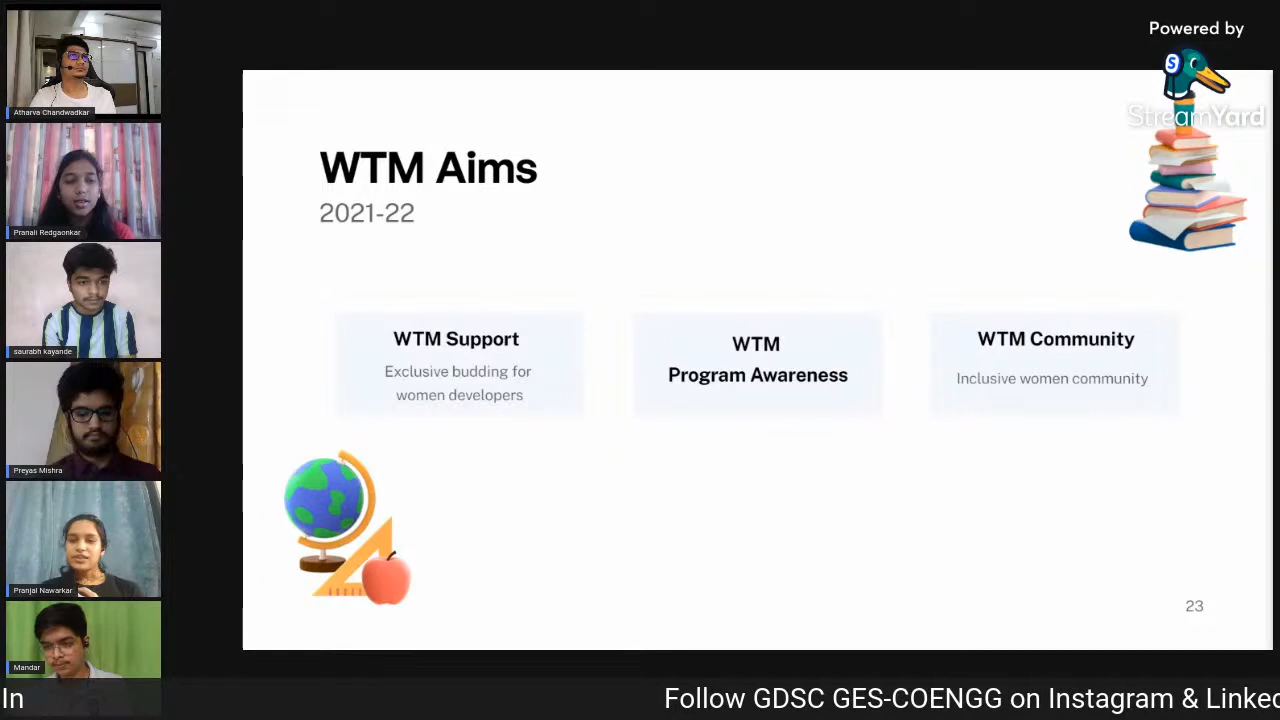 Powered by
S
StreamYard
Atharva Chandwadkar
Pranali Redgaonkar
saurabh kayande
Preyas Mishra
Pranjal Nawarkar
Mandar
WTM Aims
2021-22
WTM Support
Exclusive budding for
women developers
WTM
Program Awareness
WTM Community
Inclusive women community
23
In
Follow GDSC GES-COENGG on Instagram & Linked